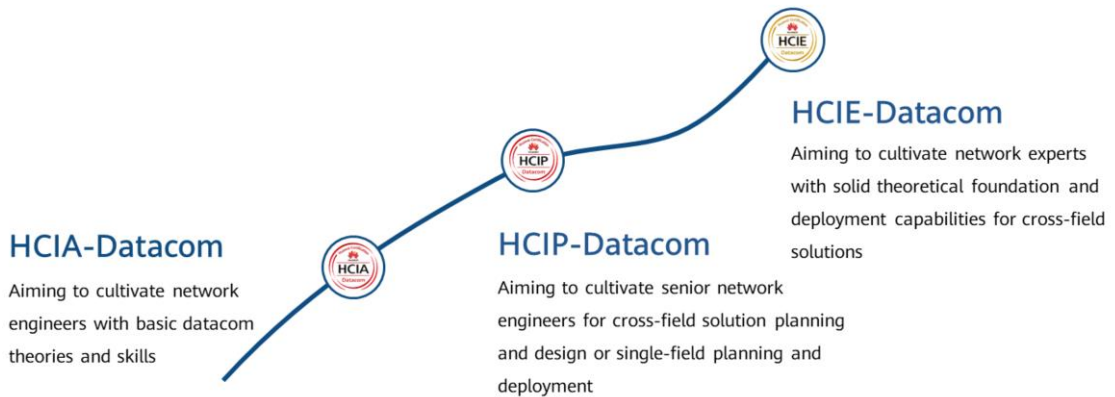 HCIA-Datacom
Aiming to cultivate network
engineers with basic datacom
theories and skills
HCIA
Datacom
HCIP
Datacom
HCIP-Datacom
Aiming to cultivate senior network
engineers for cross-field solution planning
and design or single-field planning and
deployment
HCIE
Datacom
HCIE-Datacom
Aiming to cultivate network experts
with solid theoretical foundation and
deployment capabilities for cross-field
solutions